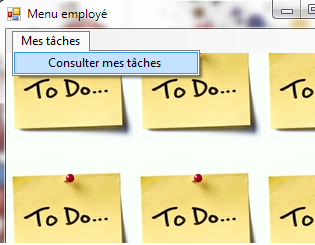 Menu employé
Mes tâches
Consulter mes tâches
To Do... To Do... To Do
To Do... To Do... To Do